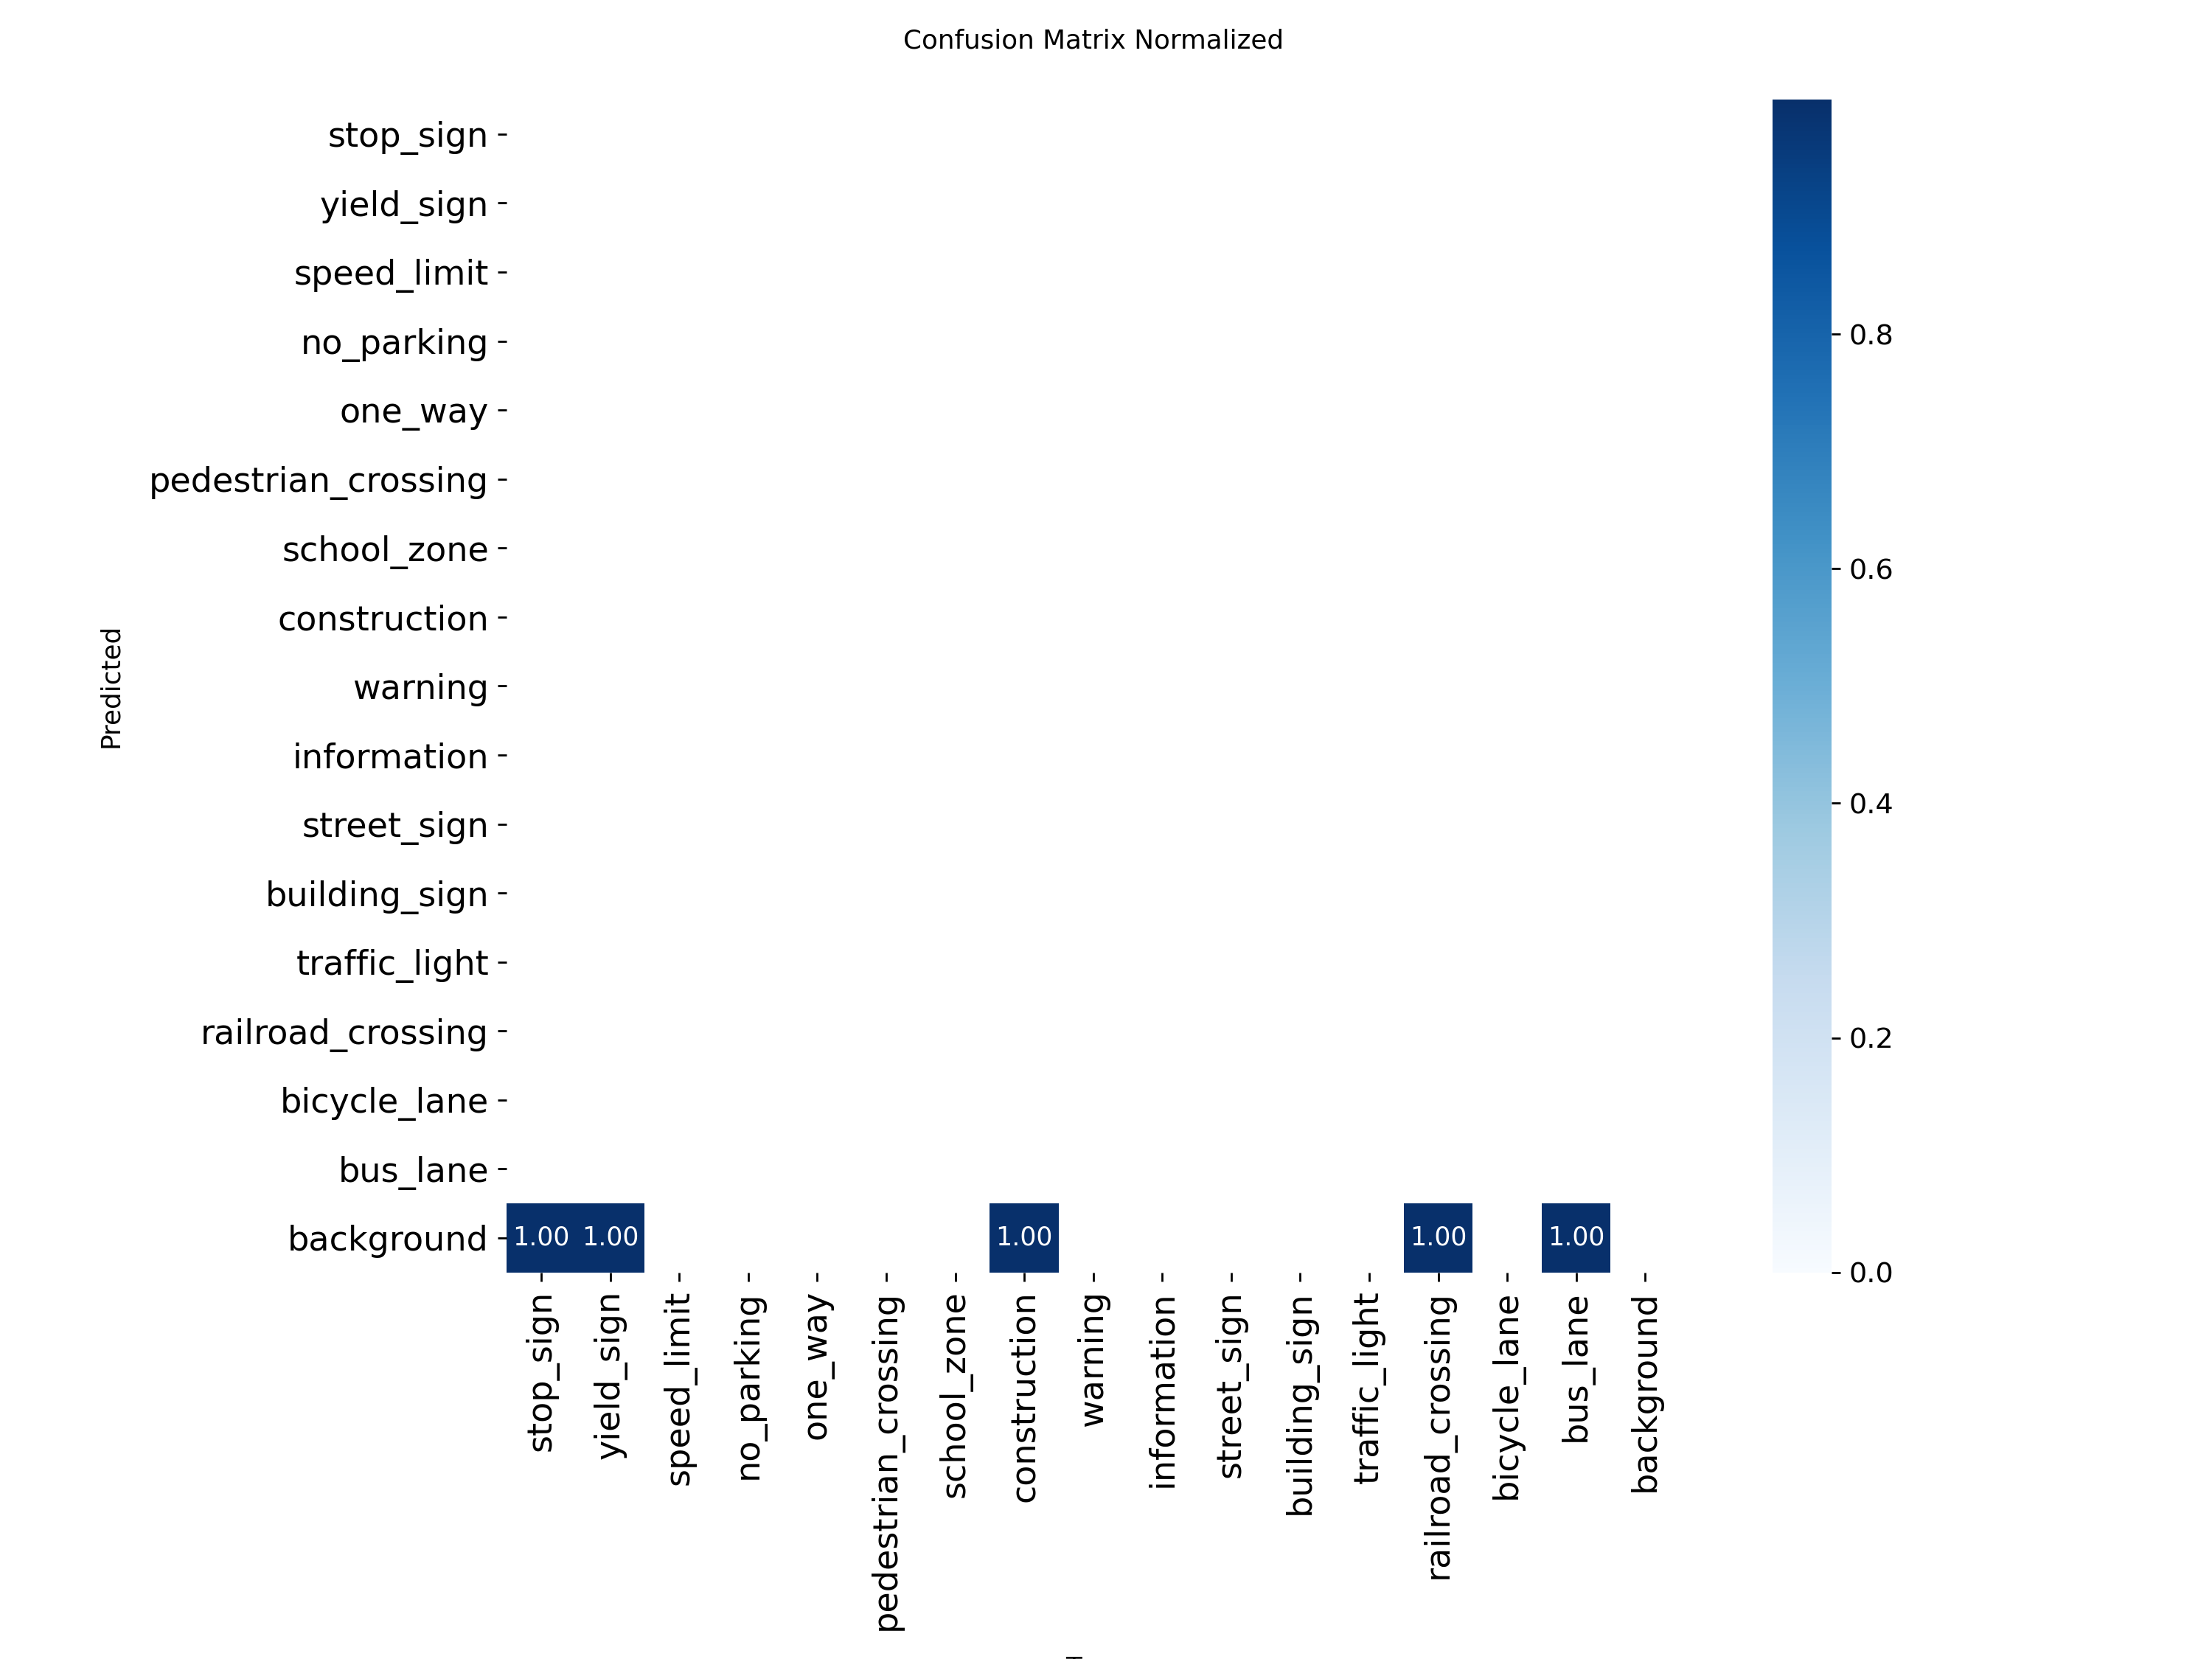 Confusion Matrix Normalized
stop_sign
yield_sign
speed_limit
no_parking
one_way
pedestrian_crossing
school_zone
construction
warning
information
street_sign
building_sign
traffic_light
railroad_crossing
bicycle_lane
bus_lane
background
Predicted
1.00 1.00 1.00 1.00 1.00
stop_sign
yield_sign
speed_limit
no_parking
one_way
pedestrian_crossing
school_zone
construction
warning
information
street_sign
building_sign
traffic_light
railroad_crossing
bicycle_lane
bus_lane
background
0.8
0.6
0.4
0.2
0.0